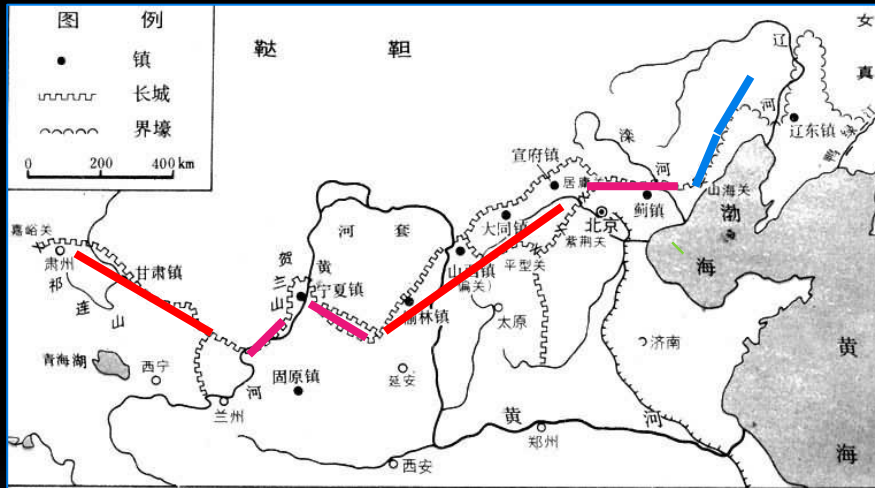 图 例
镇
长城
界壕
0 200 400 km
鞑 靼
女真
辽
河
辽东镇
鸭绿江
滦
河
宣府镇
居庸关
山海关
蓟镇
北京
渤
海
大同镇
紫荆关
平型关
山西镇
(偏关)
河 套
贺兰山
黄
宁夏镇
榆林镇
嘉峪关
肃州
甘肃镇
祁连山
青海湖
西宁
兰州
河
固原镇
延安
太原
济南
黄
海
黄 河
郑州
西安